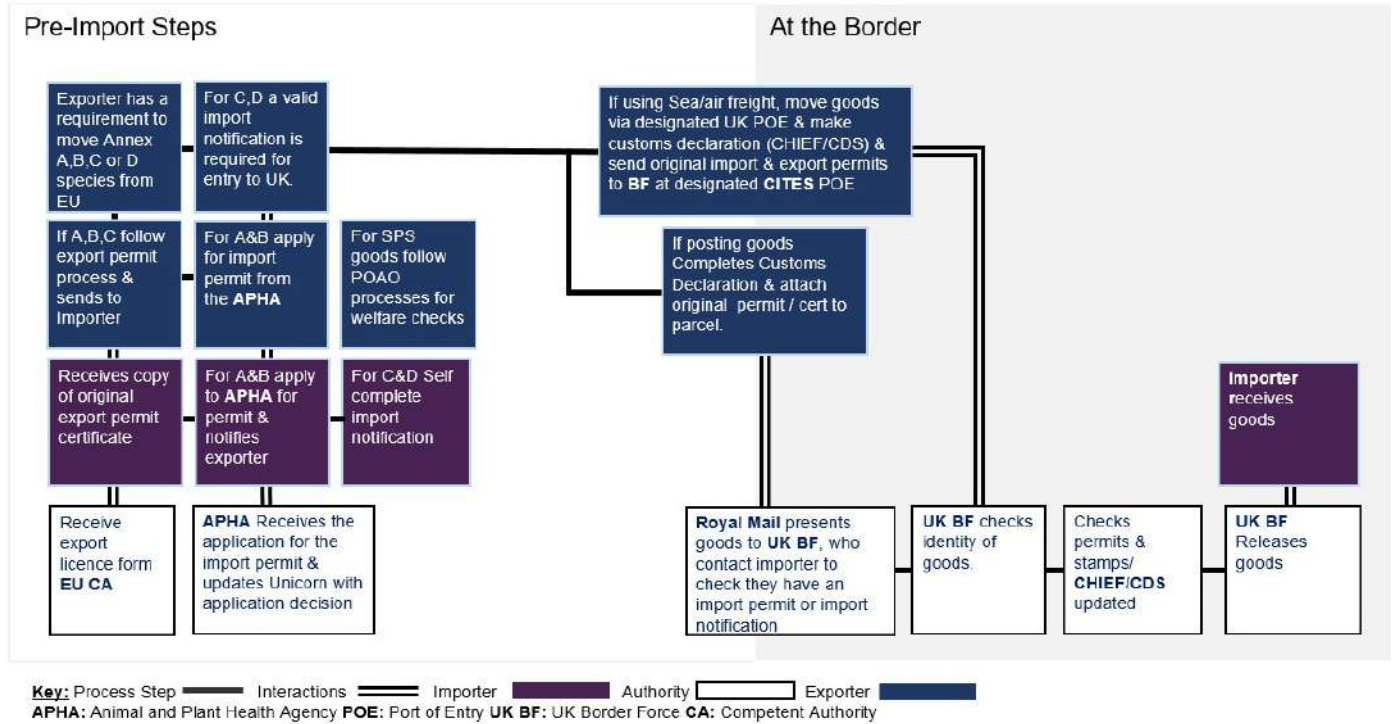 Pre-Import Steps
At the Border
Exporter has a
requirement to
move Annex
A,B,C or D
species from
EU
For C,D a valid
import
notification is
required for
entry to UK.
If using Sea/air freight, move goods
via designated UK POE & make
customs declaration (CHIEF/CDS) &
send original import & export permits
to BF at designated CITES POE
If A,B,C follow
export permit
process &
sends to
Importer
For A&B apply
for import
permit from
the APHA
For SPS
goods follow
POAO
processes for
welfare checks
If posting goods
Completes Customs
Declaration & attach
original permit / cert to
parcel.
Receives copy
of original
export permit
certificate
For A&B apply
to APHA for
permit &
notifies
exporter
For C&D Self
complete
import
notification
Importer
receives
goods
Receive
export
licence form
EU CA
APHA Receives the
application for the
import permit &
updates Unicorn with
application decision
Royal Mail presents
goods to UK BF, who
contact importer to
check they have an
import permit or import
notification
UK BF checks
identity of
goods.
Checks
permits &
stamps/
CHIEF/CDS
updated
UK BF
Releases
goods
Key: Process Step Interactions Importer Authority Exporter
APHA: Animal and Plant Health Agency POE: Port of Entry UK BF: UK Border Force CA: Competent Authority